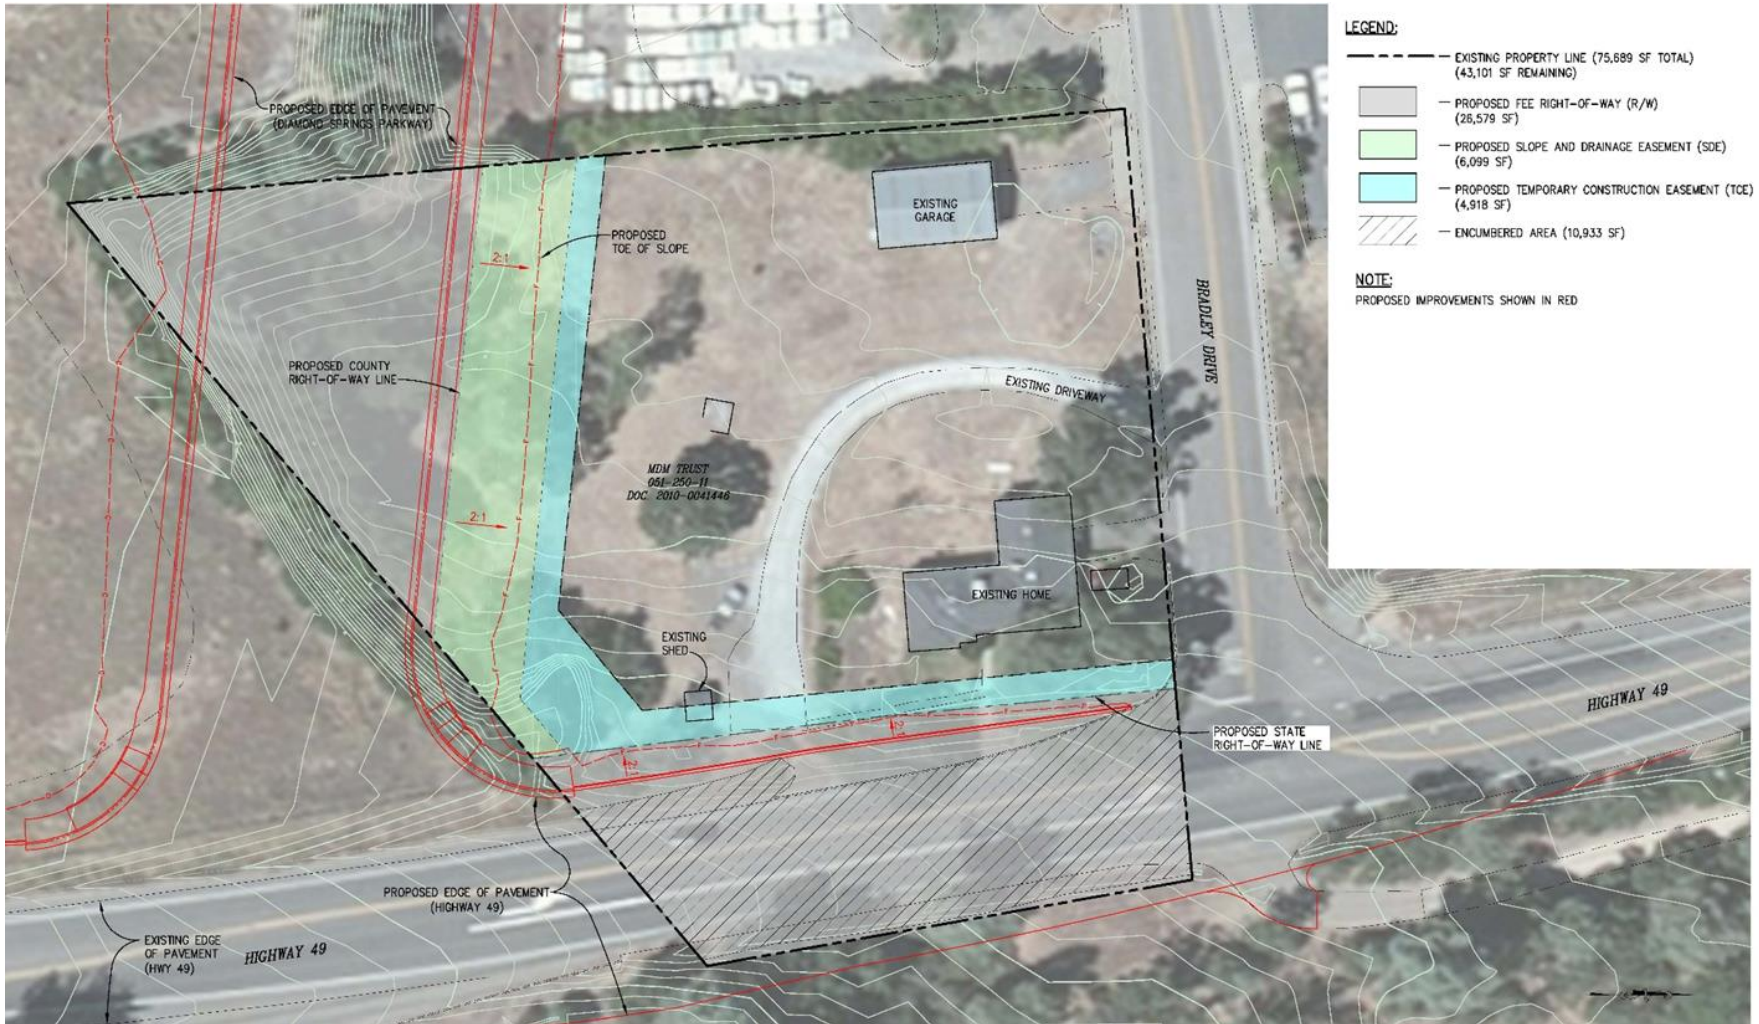 LEGEND:
EXISTING PROPERTY LINE (75,689 SF TOTAL)
(43,101 SF REMAINING)
PROPOSED FEE RIGHT-OF-WAY (R/W)
(26,579 SF)
PROPOSED SLOPE AND DRAINAGE EASEMENT (SDE)
(6,099 SF)
PROPOSED TEMPORARY CONSTRUCTION EASEMENT (TCE)
(4,918 SF)
ENCUMBERED AREA (10,933 SF)
NOTE:
PROPOSED IMPROVEMENTS SHOWN IN RED
PROPOSED EDGE OF PAVEMENT
(DIAMOND SPRINGS PARKWAY)
EXISTING
GARAGE
PROPOSED
TOE OF SLOPE
2:1
BRADLEY DRIVE
PROPOSED COUNTY
RIGHT-OF-WAY LINE
EXISTING DRIVEWAY
MDM TRUST
051-250-11
DOC. 2010-0041446
2:1
EXISTING HOME
EXISTING
SHED
HIGHWAY 49
PROPOSED STATE
RIGHT-OF-WAY LINE
2:1
2:1
PROPOSED EDGE OF PAVEMENT
(HIGHWAY 49)
EXISTING EDGE
OF PAVEMENT
(HWY 49)
HIGHWAY 49